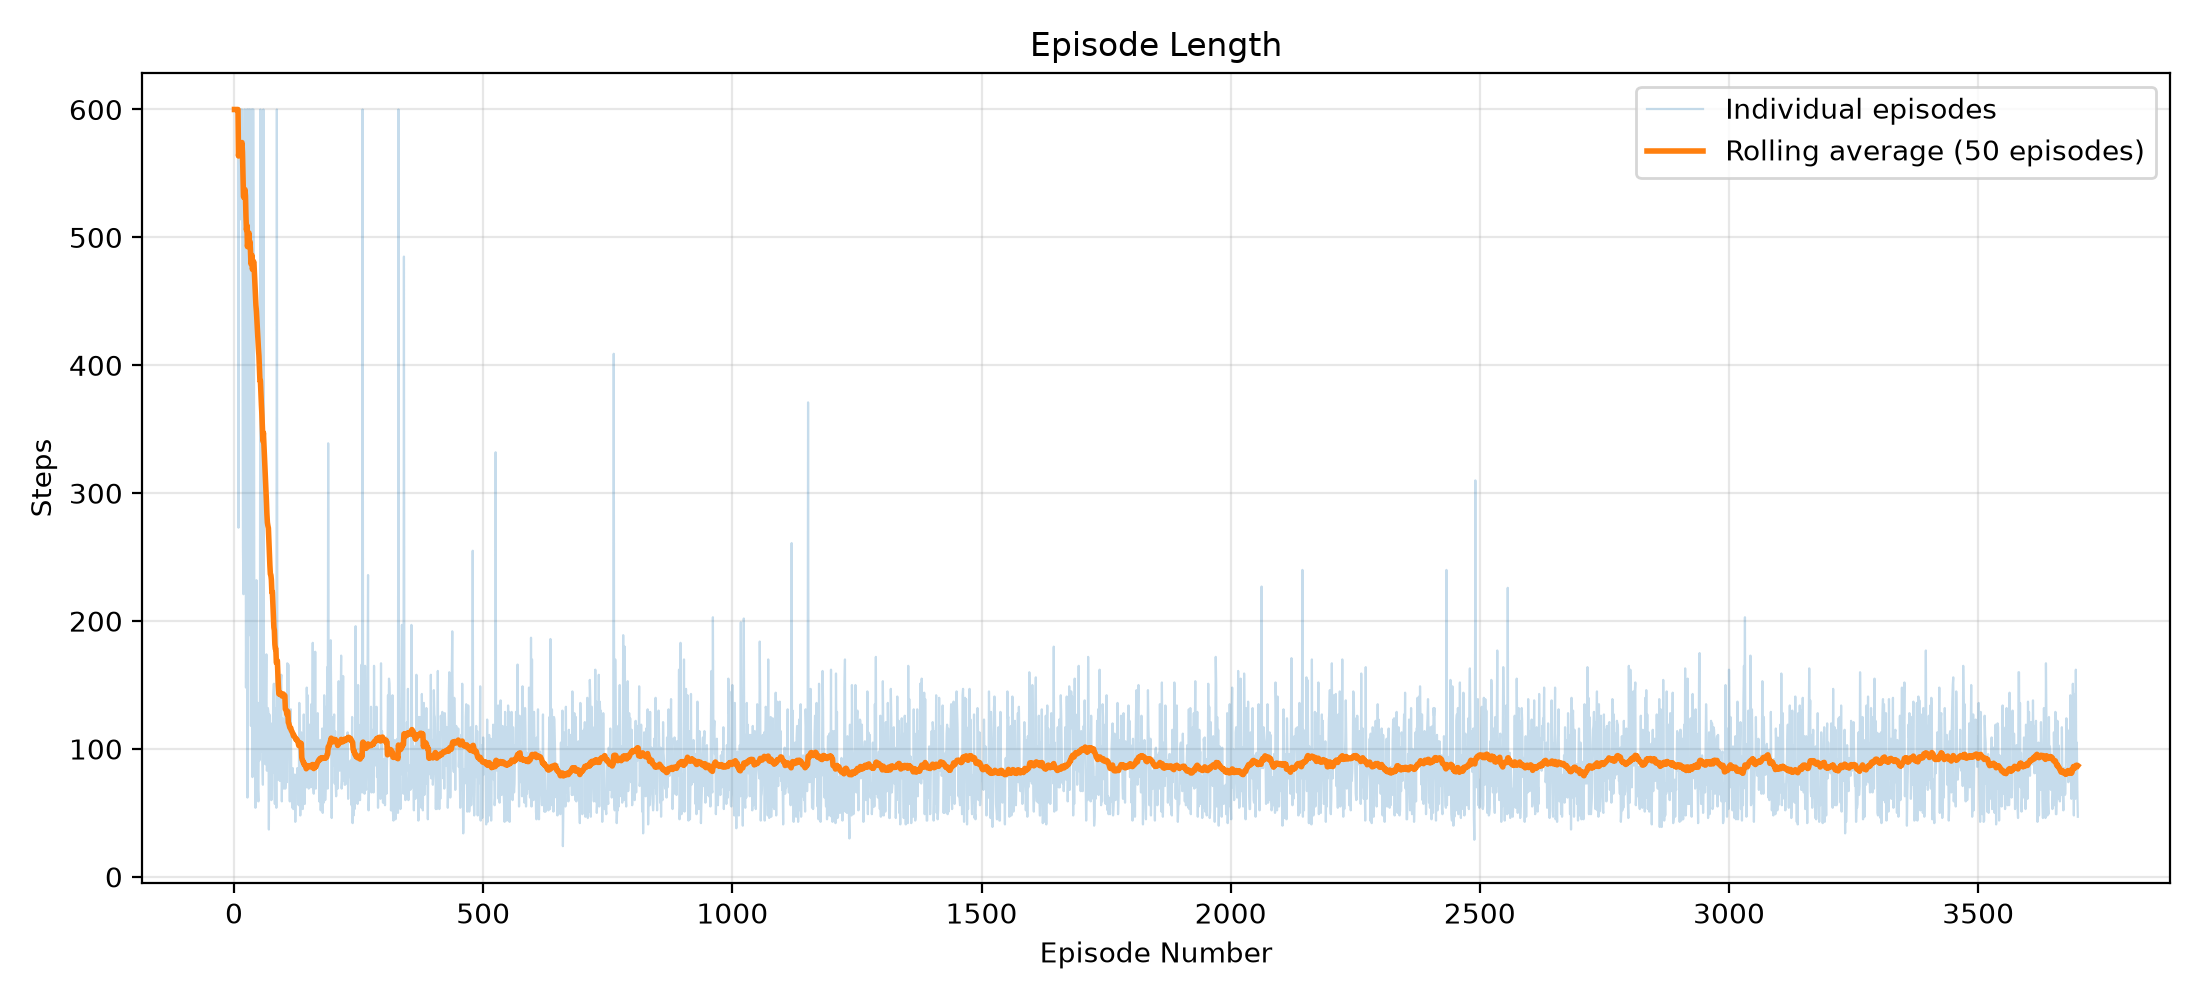 Episode Length
Individual episodes
Rolling average (50 episodes)
Steps
600
500
400
300
200
100
0
0 500 1000 1500 2000 2500 3000 3500
Episode Number